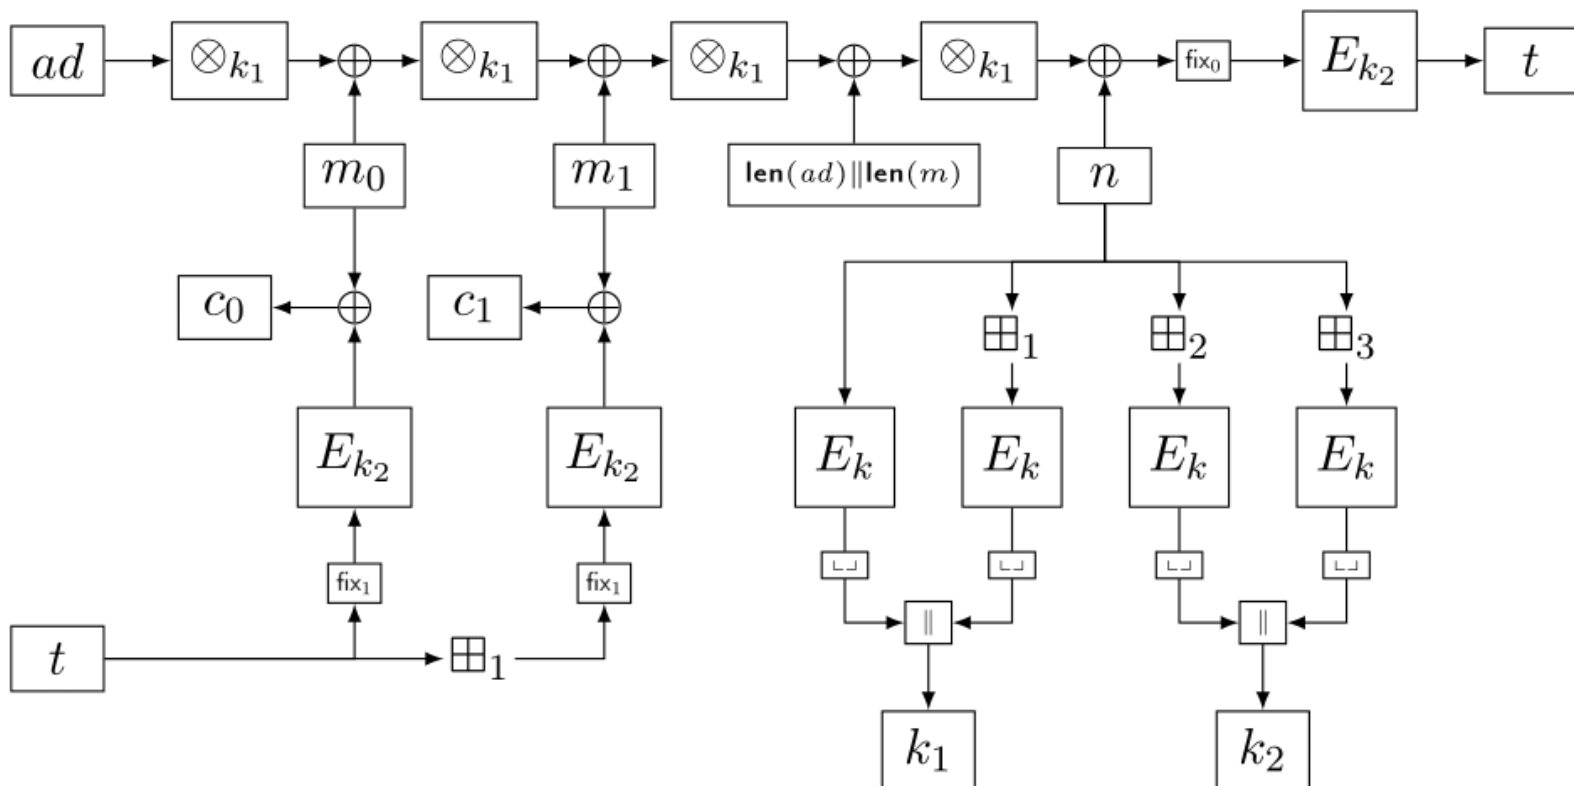 ad ⊗k₁ ⊕ ⊗k₁ ⊕ ⊗k₁ ⊕ ⊗k₁ ⊕ fix₀ Ek₂ t
m₀ m₁ len(ad)∥len(m) n
c₀ ⊕ c₁ ⊕ ⊞₁ ⊞₂ ⊞₃
Ek₂ Ek₂ Ek Ek Ek Ek
fix₁ fix₁ ⌞⌟ ⌞⌟ ⌞⌟ ⌞⌟
∥ ∥
t ⊞₁
k₁ k₂